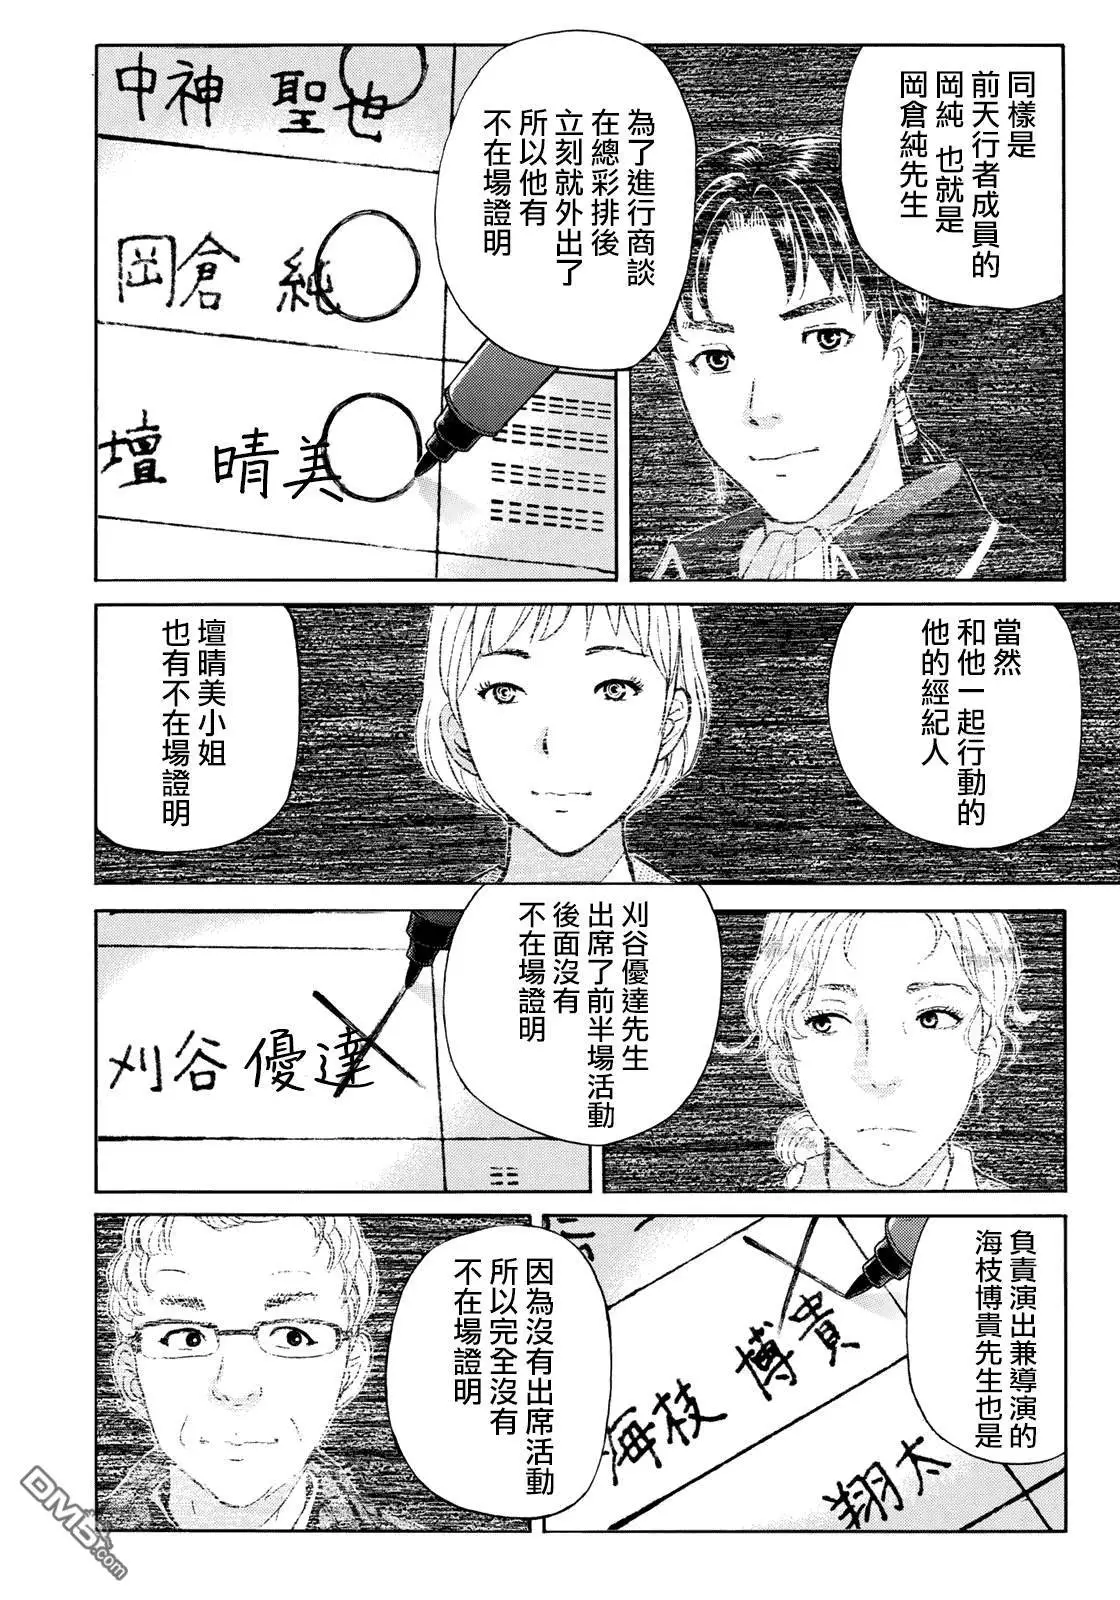 同樣是
前天行者成員的
岡純 也就是
岡倉純先生
為了進行商談
在總彩排後
立刻就外出了
所以他有
不在場證明
中神 聖也
岡倉 純
壇 晴美
當然
和他一起行動的
他的經紀人
壇晴美小姐
也有不在場證明
刈谷優達先生
出席了前半場活動
後面沒有
不在場證明
刈谷 優達
負責演出兼導演的
海枝博貴先生也是
海枝 博貴
翔太
因為沒有出席活動
所以完全沒有
不在場證明